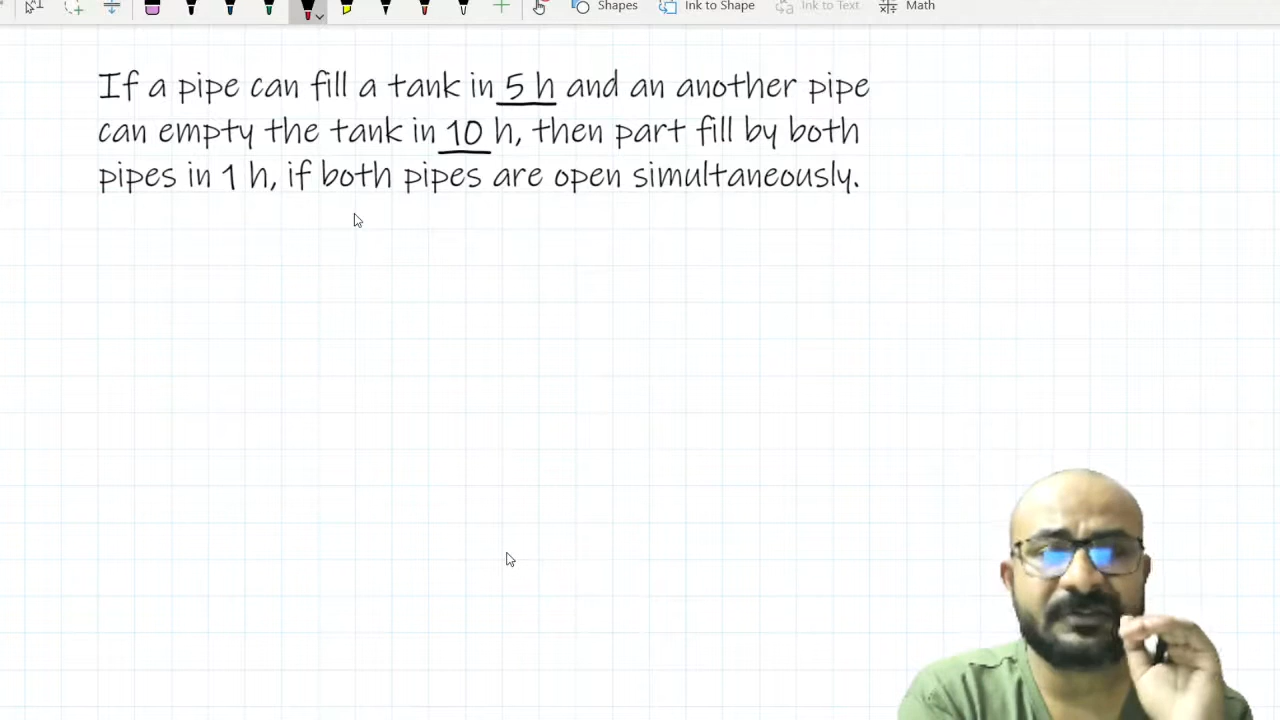 Shapes Ink to Shape Ink to Text Math
If a pipe can fill a tank in 5 h and an another pipe
can empty the tank in 10 h, then part fill by both
pipes in 1 h, if both pipes are open simultaneously.